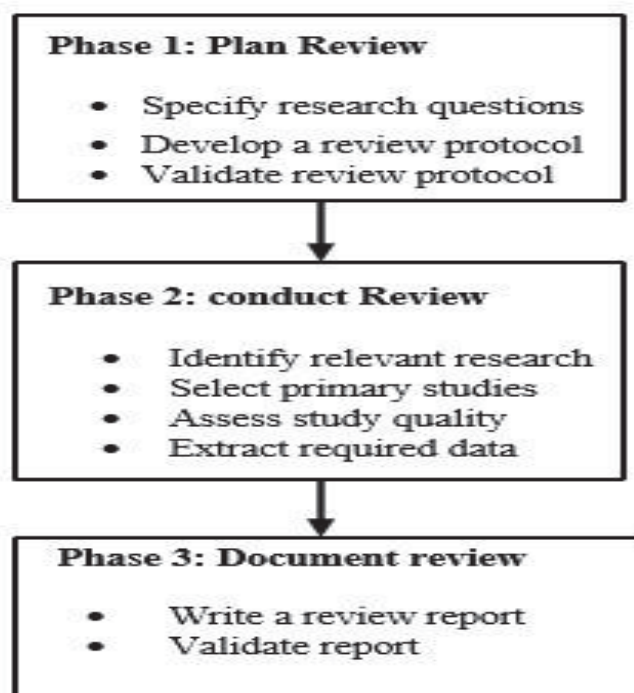 Phase 1: Plan Review
• Specify research questions
• Develop a review protocol
• Validate review protocol
Phase 2: conduct Review
• Identify relevant research
• Select primary studies
• Assess study quality
• Extract required data
Phase 3: Document review
• Write a review report
• Validate report